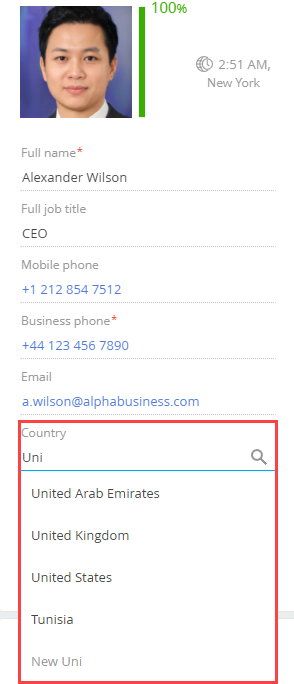 100%
2:51 AM,
New York
Full name*
Alexander Wilson
Full job title
CEO
Mobile phone
+1 212 854 7512
Business phone*
+44 123 456 7890
Email
a.wilson@alphabusiness.com
Country
Uni
United Arab Emirates
United Kingdom
United States
Tunisia
New Uni